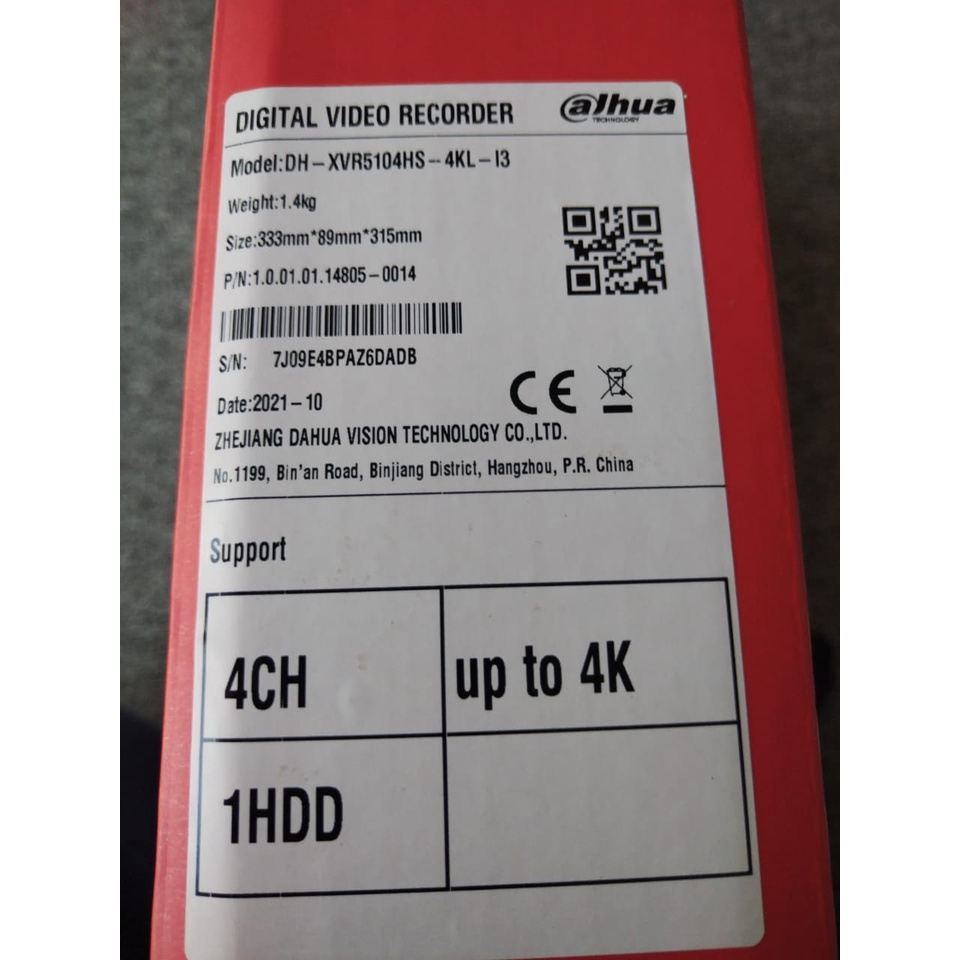 DIGITAL VIDEO RECORDER
alhua
TECHNOLOGY
Model:DH-XVR5104HS-4KL-I3
Weight:1.4kg
Size:333mm*89mm*315mm
P/N:1.0.01.01.14805-0014
S/N: 7J09E4BPAZ6DADB
Date:2021-10
CE
ZHEJIANG DAHUA VISION TECHNOLOGY CO.,LTD.
No.1199, Bin'an Road, Binjiang District, Hangzhou, P.R. China
Support
4CH up to 4K
1HDD